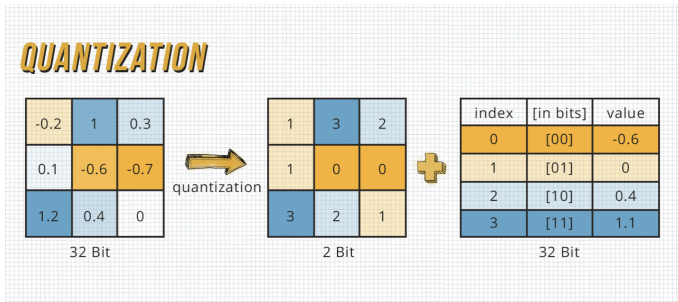 QUANTIZATION
-0.2 1 0.3
0.1 -0.6 -0.7
1.2 0.4 0
32 Bit
quantization
1 3 2
1 0 0
3 2 1
2 Bit
index [in bits] value
0 [00] -0.6
1 [01] 0
2 [10] 0.4
3 [11] 1.1
32 Bit